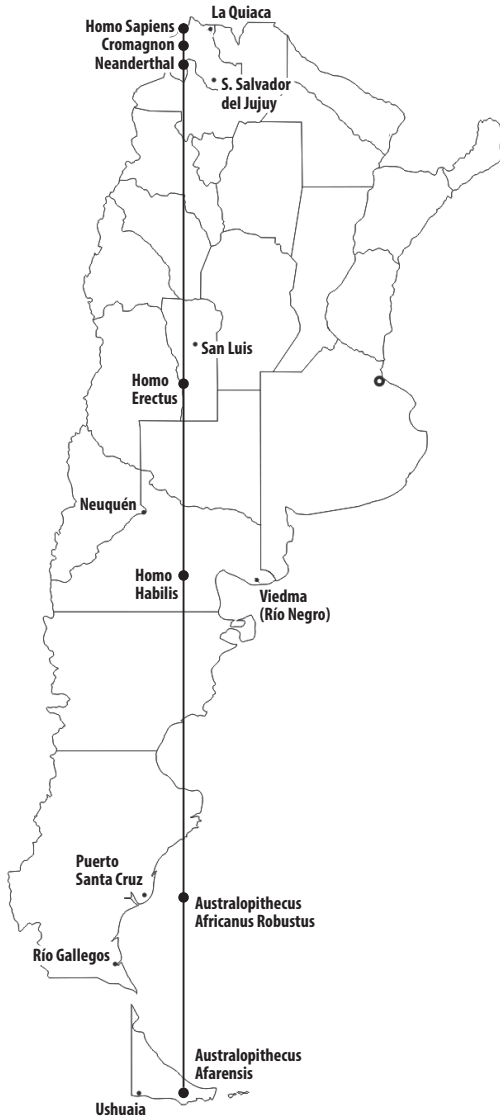 La Quiaca
Homo Sapiens
Cromagnon
Neanderthal
S. Salvador
del Jujuy
San Luis
Homo
Erectus
Neuquén
Homo
Habilis
Viedma
(Río Negro)
Puerto
Santa Cruz
Australopithecus
Africanus Robustus
Río Gallegos
Australopithecus
Afarensis
Ushuaia